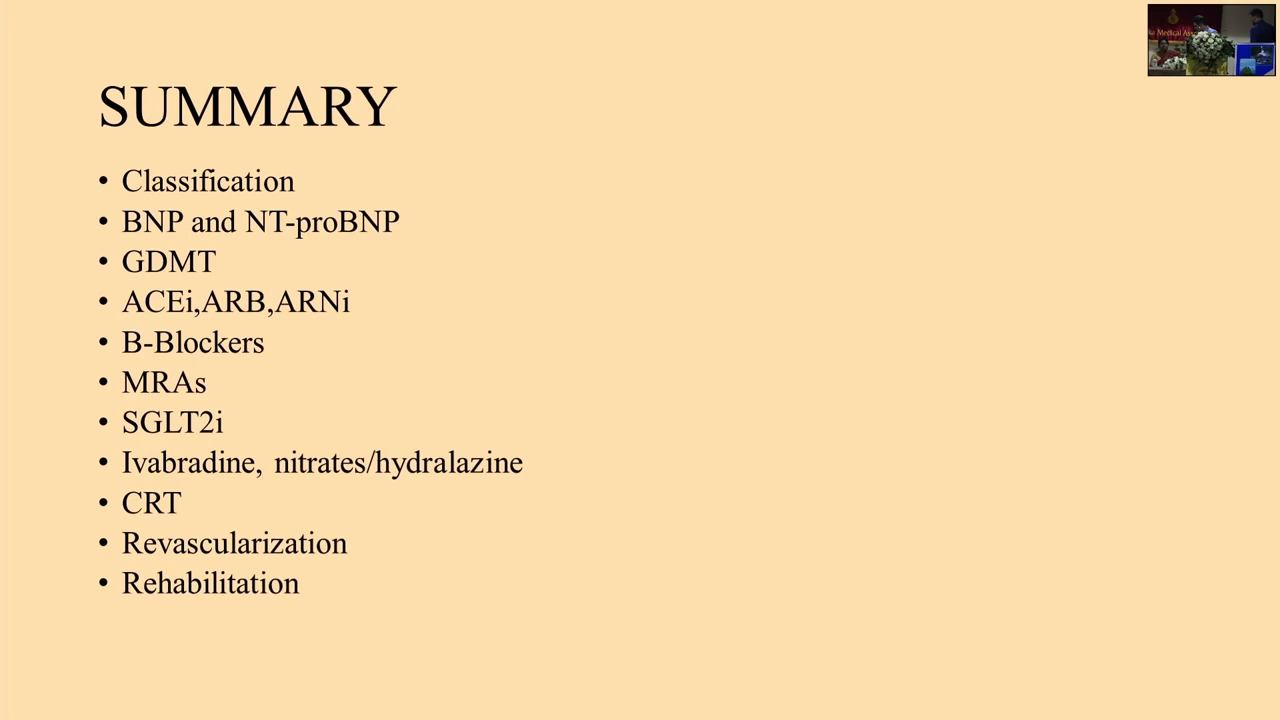 Medical
SUMMARY
• Classification
• BNP and NT-proBNP
• GDMT
• ACEi,ARB,ARNi
• B-Blockers
• MRAs
• SGLT2i
• Ivabradine, nitrates/hydralazine
• CRT
• Revascularization
• Rehabilitation